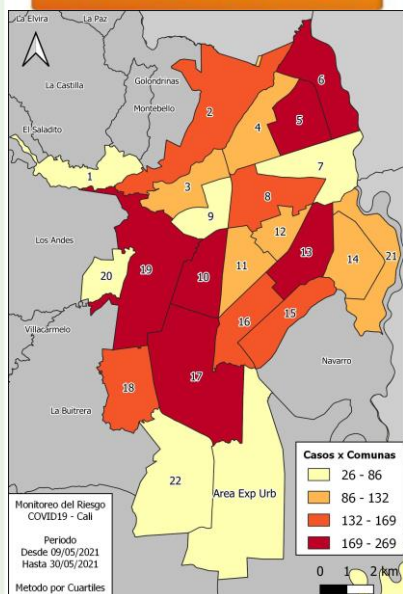 La Elvira
La Paz
La Castilla
Golondrinas
Montebello
El Saladito
6
2
4
5
1
7
3
8
9
12
Los Andes
13
14
21
19
10
11
20
16
15
Villacarmelo
Navarro
17
18
La Buitrera
22
Area Exp Urb
Casos x Comunas
26 - 86
86 - 132
132 - 169
169 - 269
0 1 2 km
Monitoreo del Riesgo
COVID19 - Cali
Periodo
Desde 09/05/2021
Hasta 30/05/2021
Metodo por Cuartiles